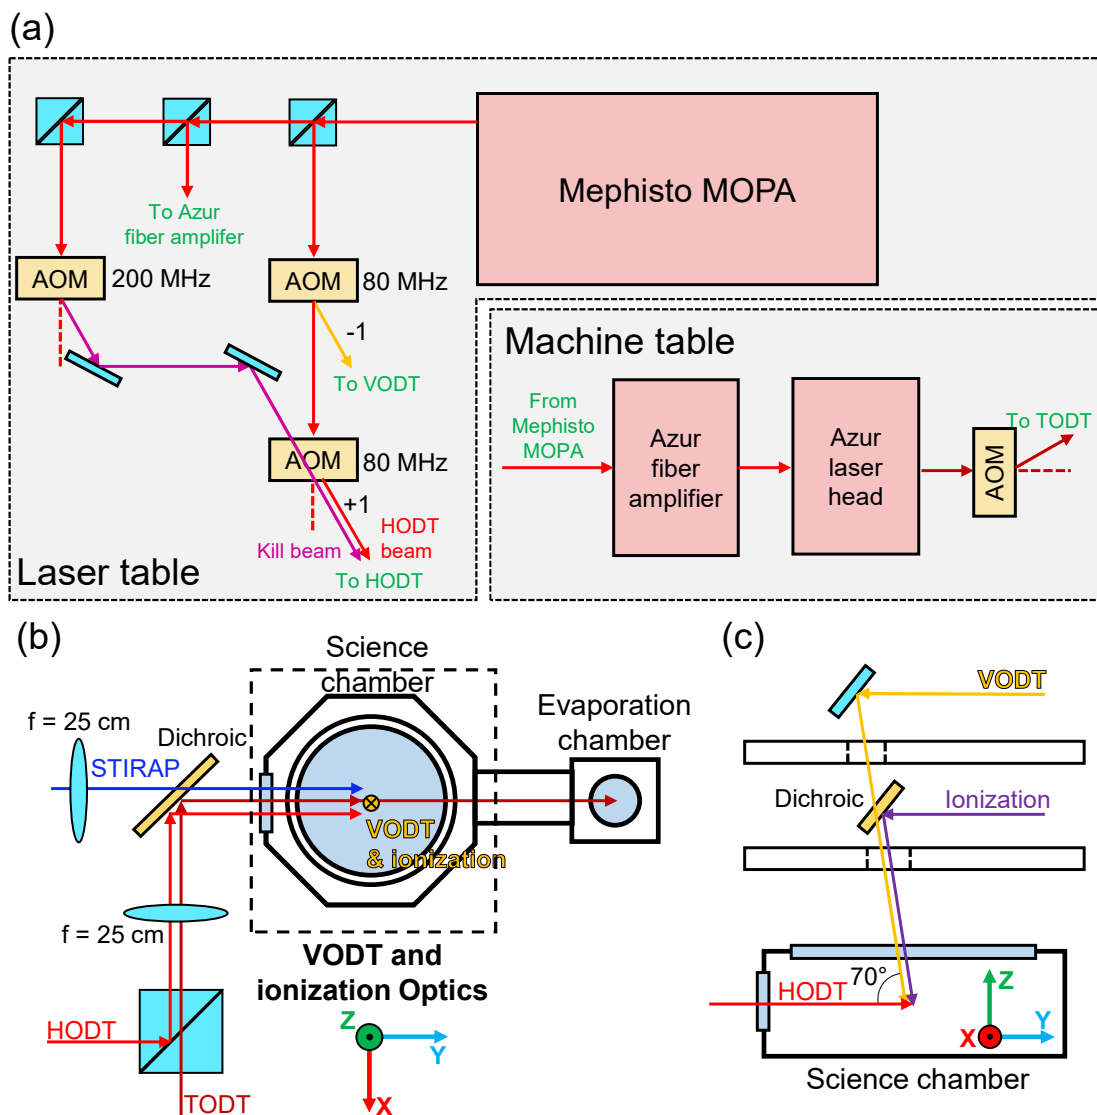 (a)
Mephisto MOPA
To Azur
fiber amplifer
AOM
200 MHz
AOM
80 MHz
-1
To VODT
AOM
80 MHz
+1
HODT
beam
Kill beam
To HODT
Laser table
Machine table
From
Mephisto
MOPA
Azur
fiber
amplifier
Azur
laser
head
AOM
To TODT
(b)
Science
chamber
Evaporation
chamber
f = 25 cm
Dichroic
STIRAP
VODT
& ionization
f = 25 cm
VODT and
ionization Optics
HODT
TODT
Z
Y
X
(c)
VODT
Dichroic
Ionization
70°
HODT
Z
Y
X
Science chamber